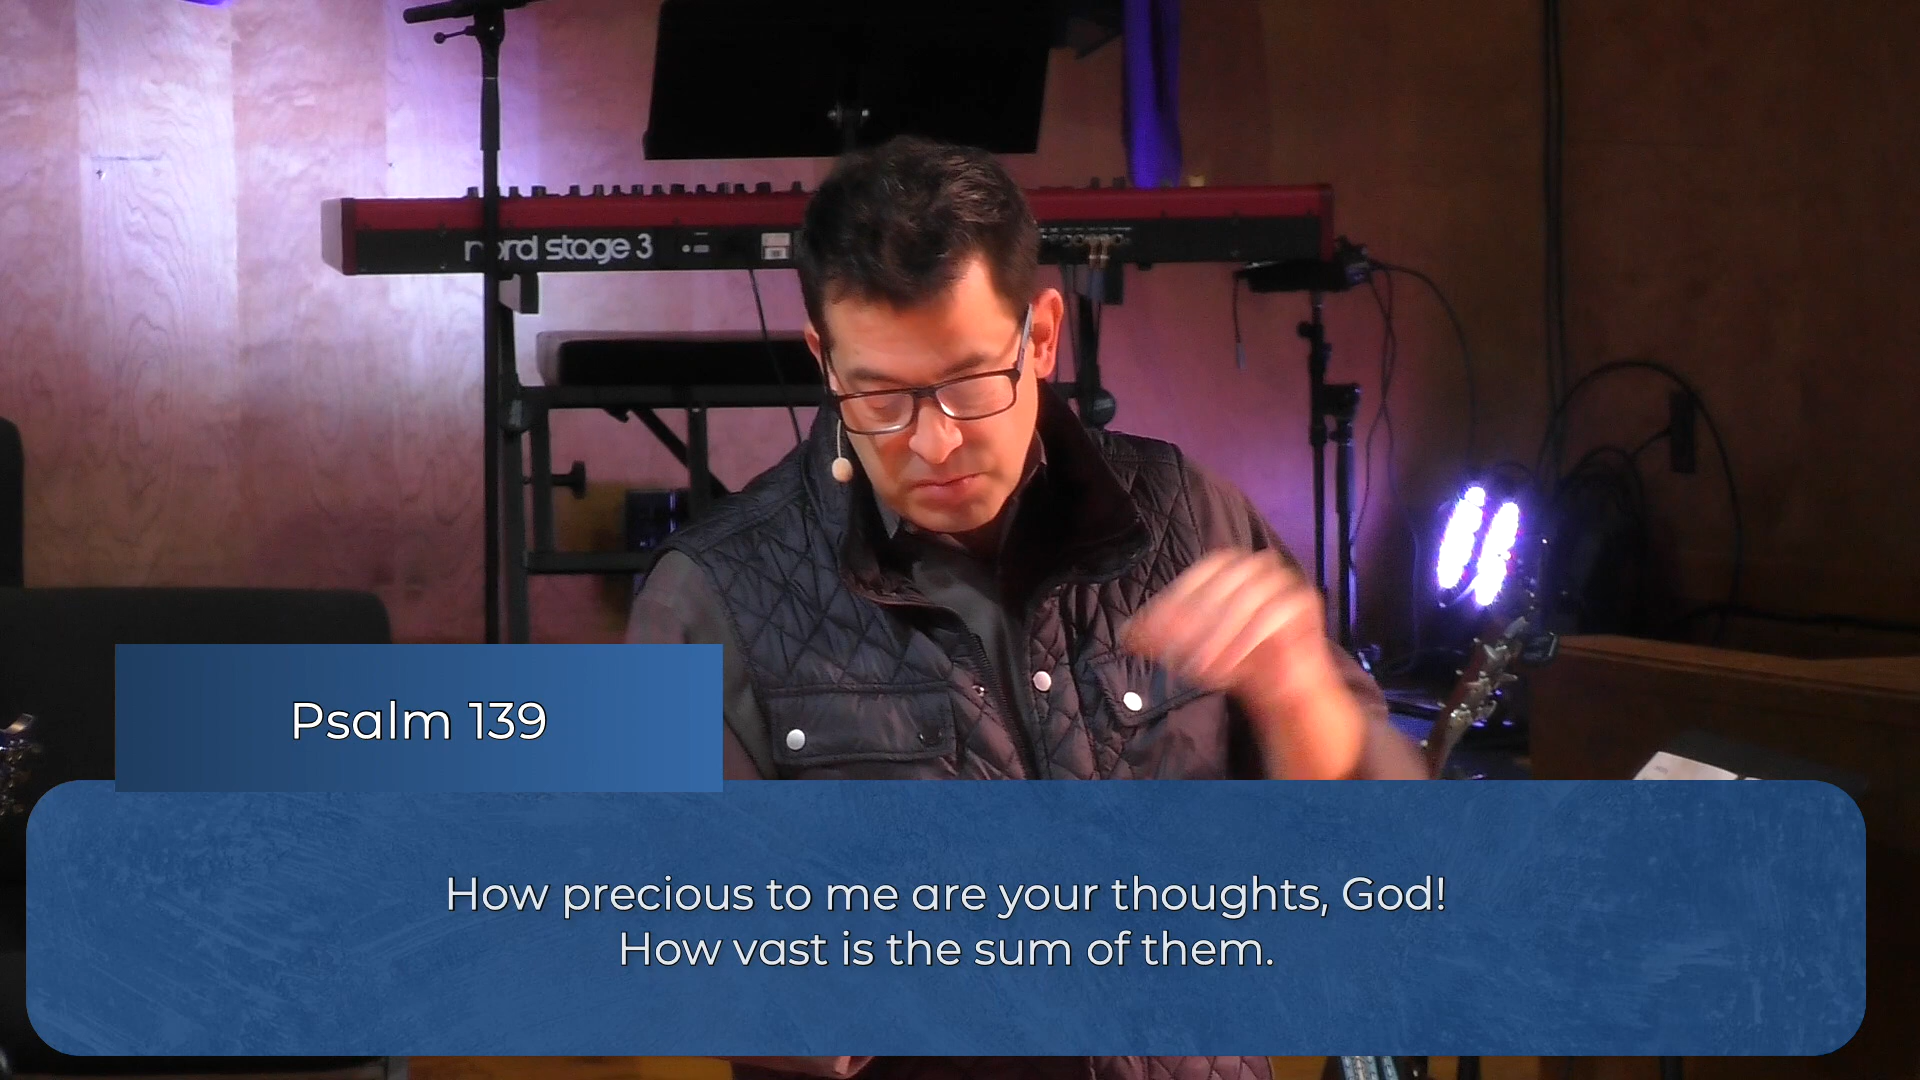 nord stage 3
Psalm 139
How precious to me are your thoughts, God!
How vast is the sum of them.